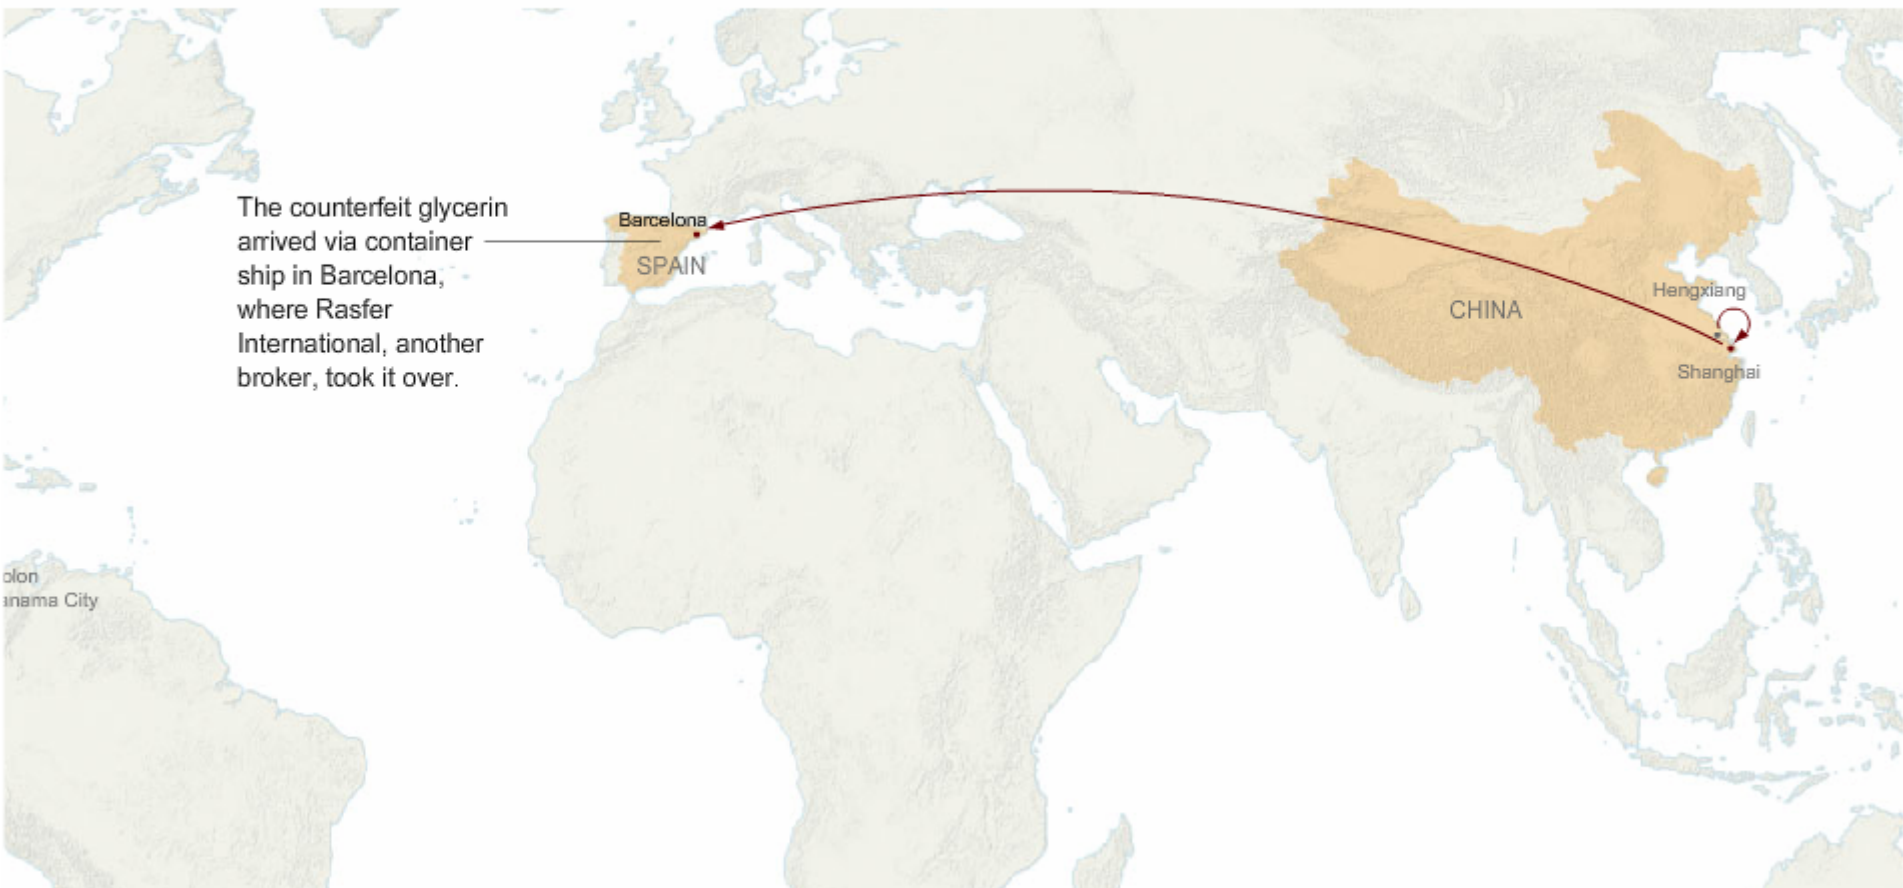 The counterfeit glycerin
arrived via container
ship in Barcelona,
where Rasfer
International, another
broker, took it over.
Barcelona
SPAIN
CHINA
Hengxiang
Shanghai
olon
anama City